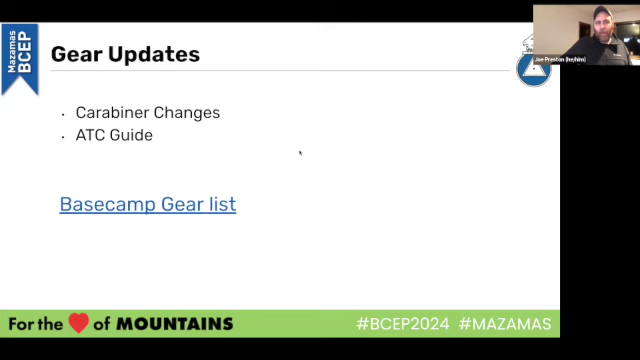 Mazamas
BCEP
Gear Updates
Joe Preston (he/him)
· Carabiner Changes
· ATC Guide
Basecamp Gear list
For the ❤ of MOUNTAINS
#BCEP2024 #MAZAMAS